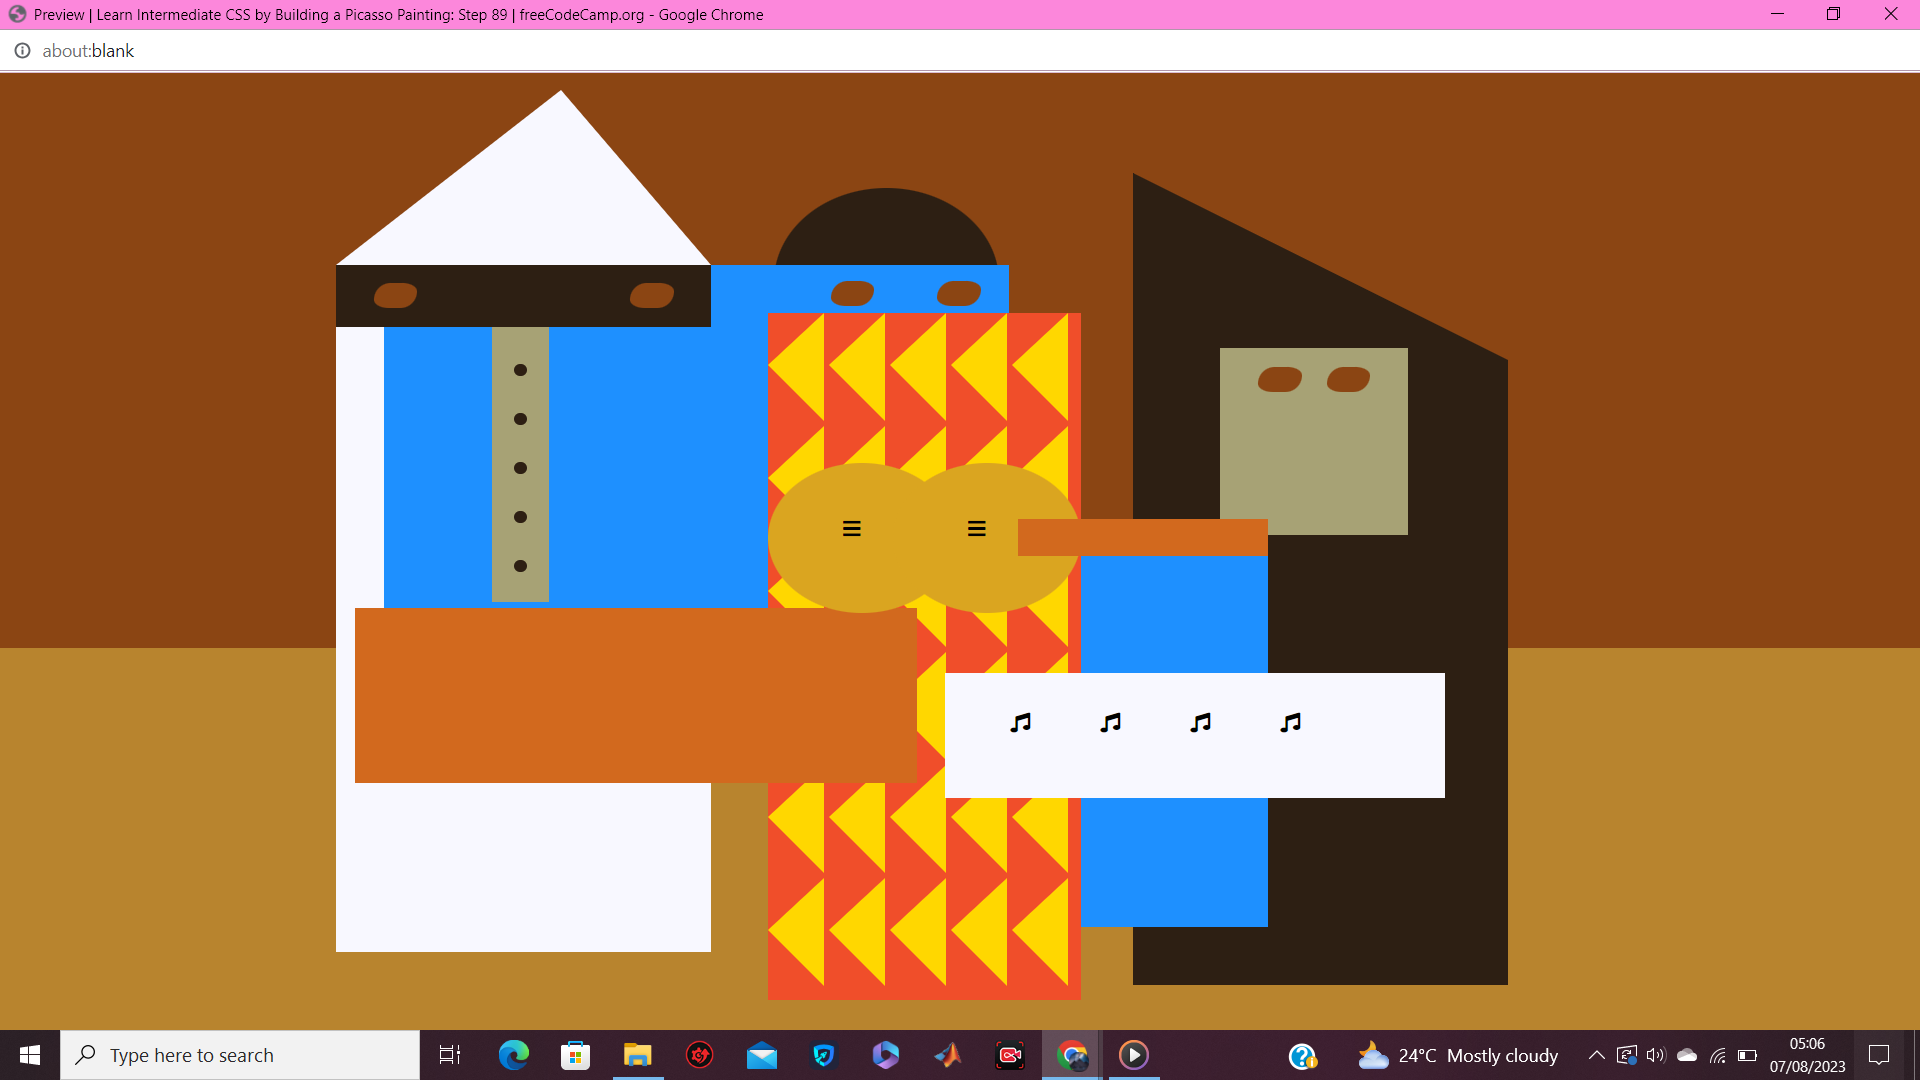 Preview | Learn Intermediate CSS by Building a Picasso Painting: Step 89 | freeCodeCamp.org - Google Chrome
about:blank
Type here to search
24°C Mostly cloudy
05:06
07/08/2023